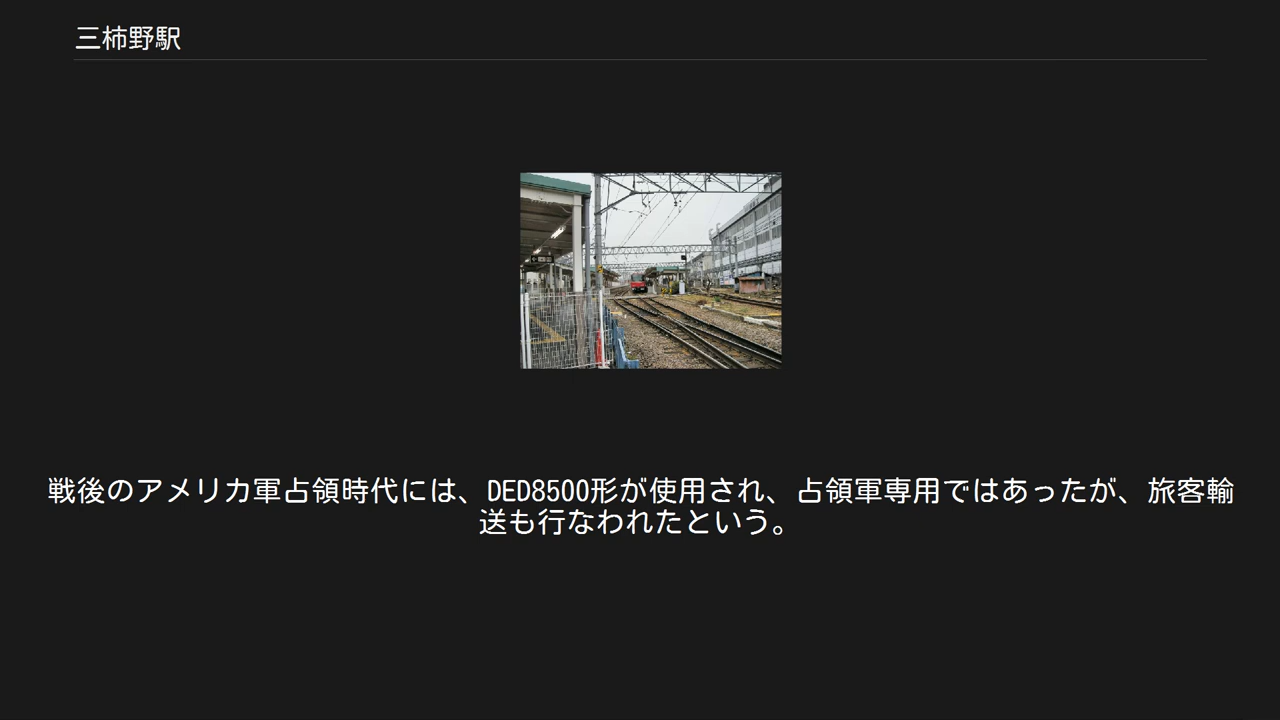 三柿野駅
戦後のアメリカ軍占領時代には、DED8500形が使用され、占領軍専用ではあったが、旅客輸
送も行なわれたという。